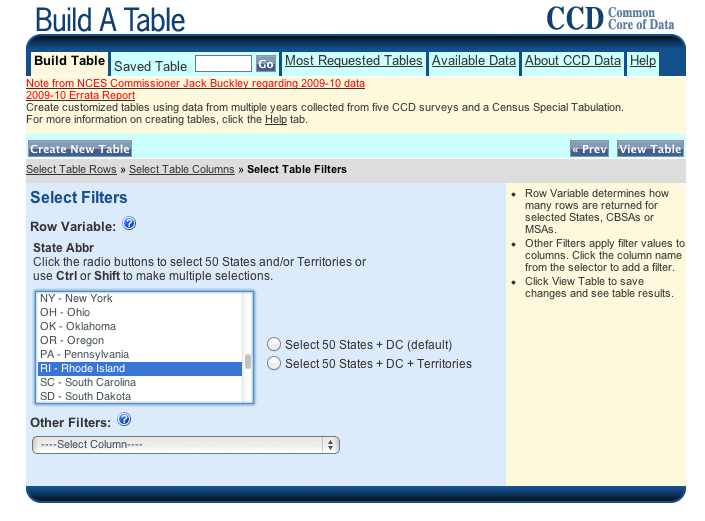 Build A Table
CCD Common
Core of Data
Build Table Saved Table Go Most Requested Tables Available Data About CCD Data Help
Note from NCES Commissioner Jack Buckley regarding 2009-10 data
2009-10 Errata Report
Create customized tables using data from multiple years collected from five CCD surveys and a Census Special Tabulation.
For more information on creating tables, click the Help tab.
Create New Table « Prev View Table
Select Table Rows » Select Table Columns » Select Table Filters
Select Filters
Row Variable: ?
State Abbr
Click the radio buttons to select 50 States and/or Territories or
use Ctrl or Shift to make multiple selections.
NY - New York
OH - Ohio
OK - Oklahoma
OR - Oregon
PA - Pennsylvania
RI - Rhode Island
SC - South Carolina
SD - South Dakota
Select 50 States + DC (default)
Select 50 States + DC + Territories
Other Filters: ?
----Select Column----
• Row Variable determines how
many rows are returned for
selected States, CBSAs or
MSAs.
• Other Filters apply filter values to
columns. Click the column name
from the selector to add a filter.
• Click View Table to save
changes and see table results.